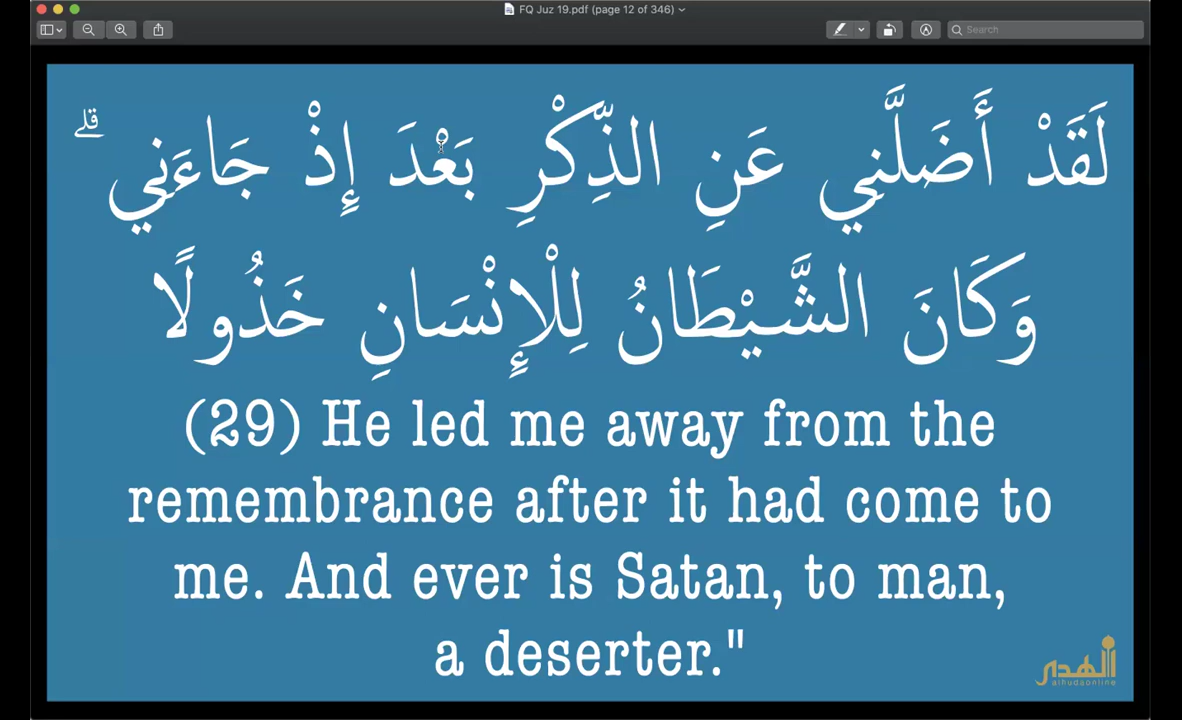 FQ Juz 19.pdf (page 12 of 346)
Search
لَقَدْ أَضَلَّنِي عَنِ الذِّكْرِ بَعْدَ إِذْ جَاءَنِي ۗ
وَكَانَ الشَّيْطَانُ لِلْإِنْسَانِ خَذُولًا
(29) He led me away from the
remembrance after it had come to
me. And ever is Satan, to man,
a deserter."
الهدى
alhudaonline